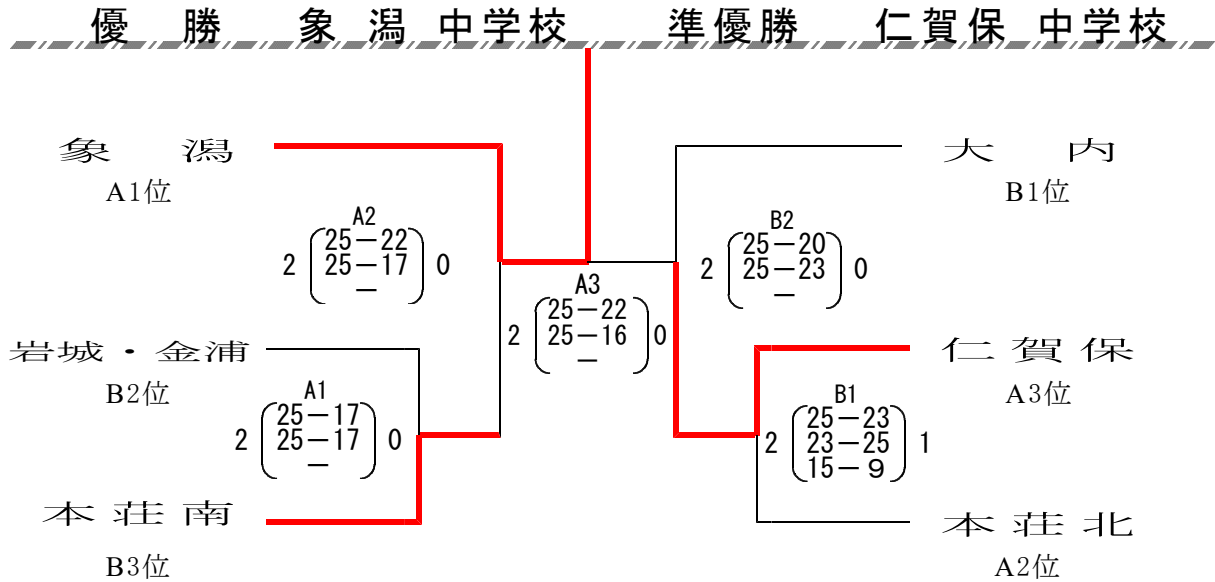 優 勝 象 潟 中学校 準優勝 仁賀保 中学校
象 潟
A1位
大 内
B1位
A2
2 25－22 0
25－17
－
B2
2 25－20 0
25－23
－
A3
2 25－22 0
25－16
－
岩城・金浦
B2位
仁賀保
A3位
A1
2 25－17 0
25－17
－
B1
2 25－23 1
23－25
15－9
本荘南
B3位
本荘北
A2位